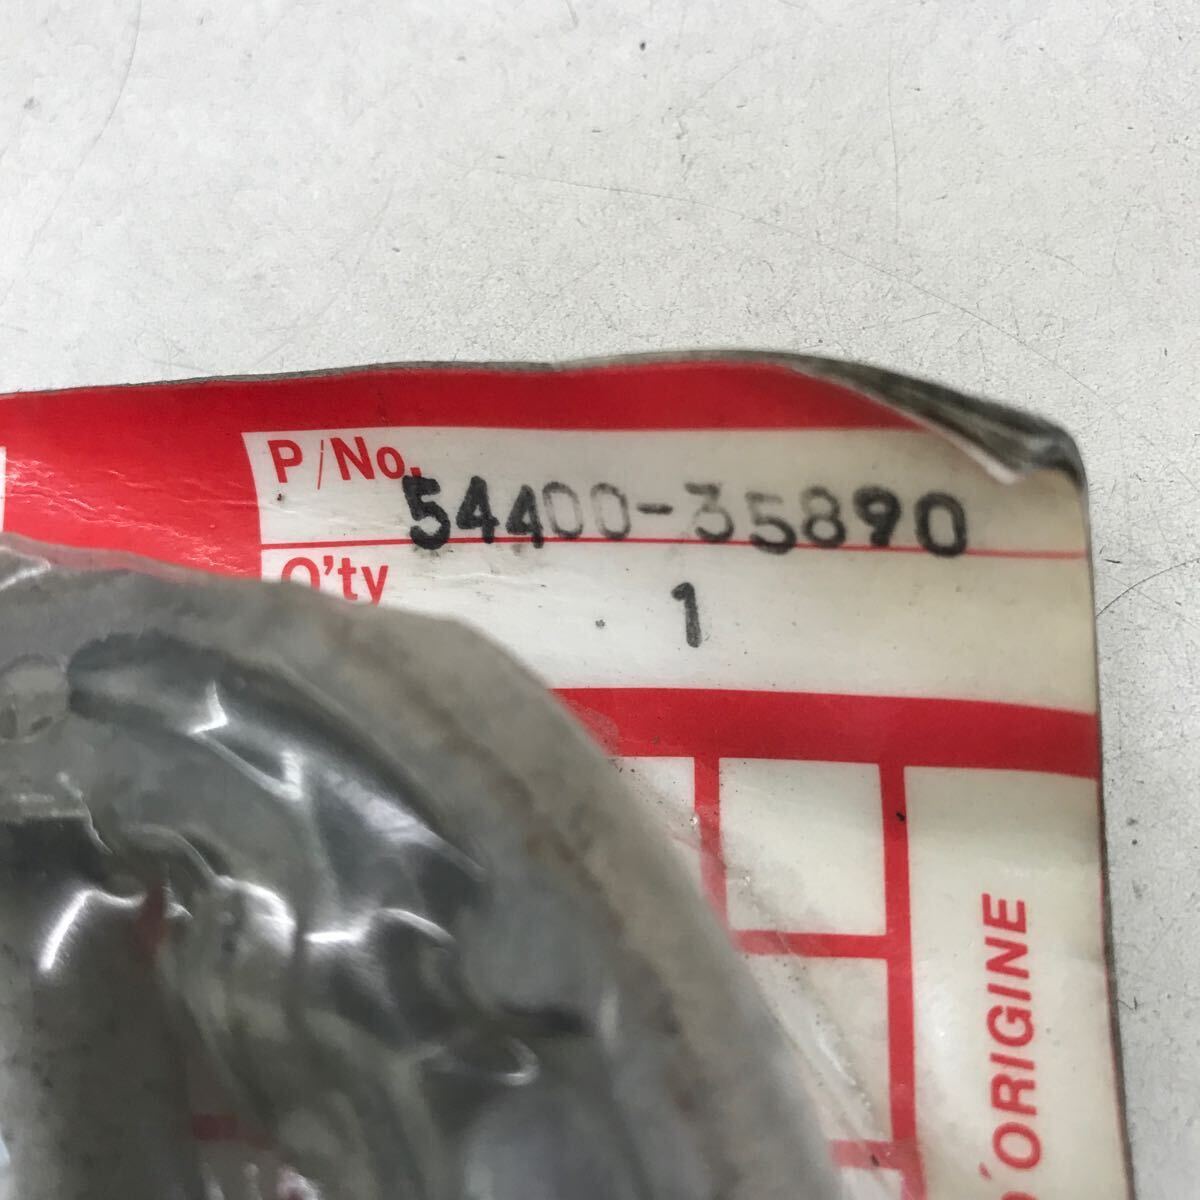 P/No. 54400-35890
Q'ty 1
D'ORIGINE